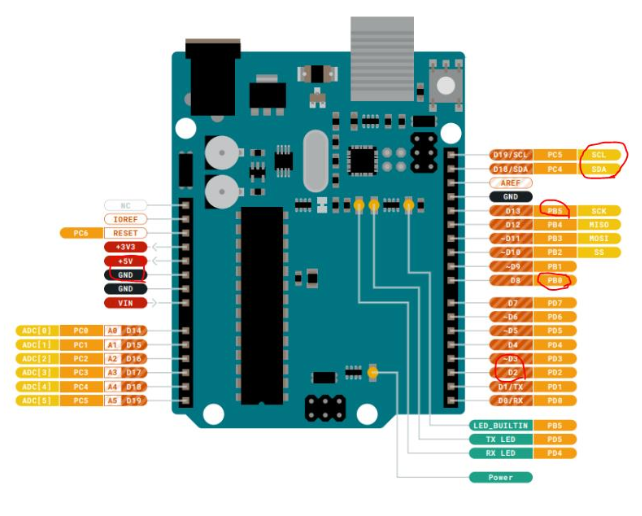 D19/SCL PC5 SCL
D18/SDA PC4 SDA
AREF
GND
NC
D13 PB5 SCK
IOREF
D12 PB4 MISO
PC6 RESET
~D11 PB3 MOSI
+3V3
~D10 PB2 SS
+5V
~D9 PB1
GND
D8 PB0
GND
VIN
D7 PD7
~D6 PD6
ADC[0] PC0 A0 D14
~D5 PD5
ADC[1] PC1 A1 D15
D4 PD4
ADC[2] PC2 A2 D16
~D3 PD3
ADC[3] PC3 A3 D17
D2 PD2
ADC[4] PC4 A4 D18
D1/TX PD1
ADC[5] PC5 A5 D19
D0/RX PD0
LED_BUILTIN PB5
TX LED PD5
RX LED PD4
Power